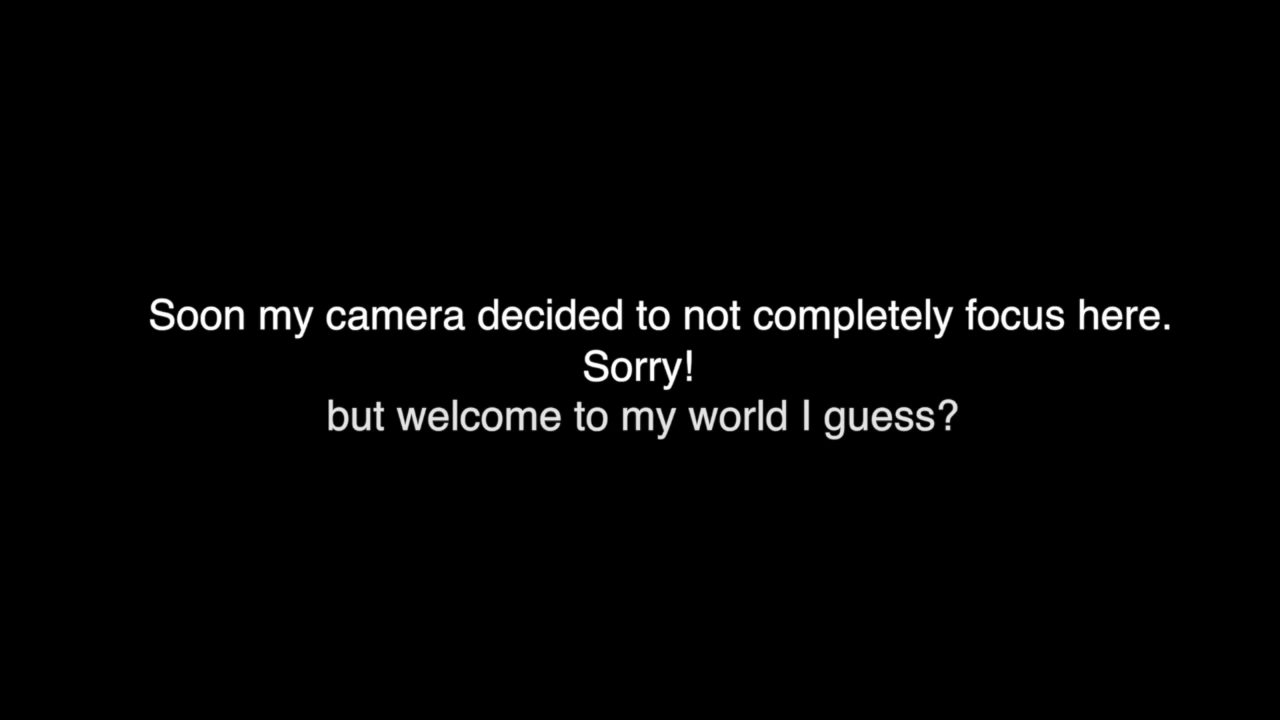 Soon my camera decided to not completely focus here.
Sorry!
but welcome to my world I guess?